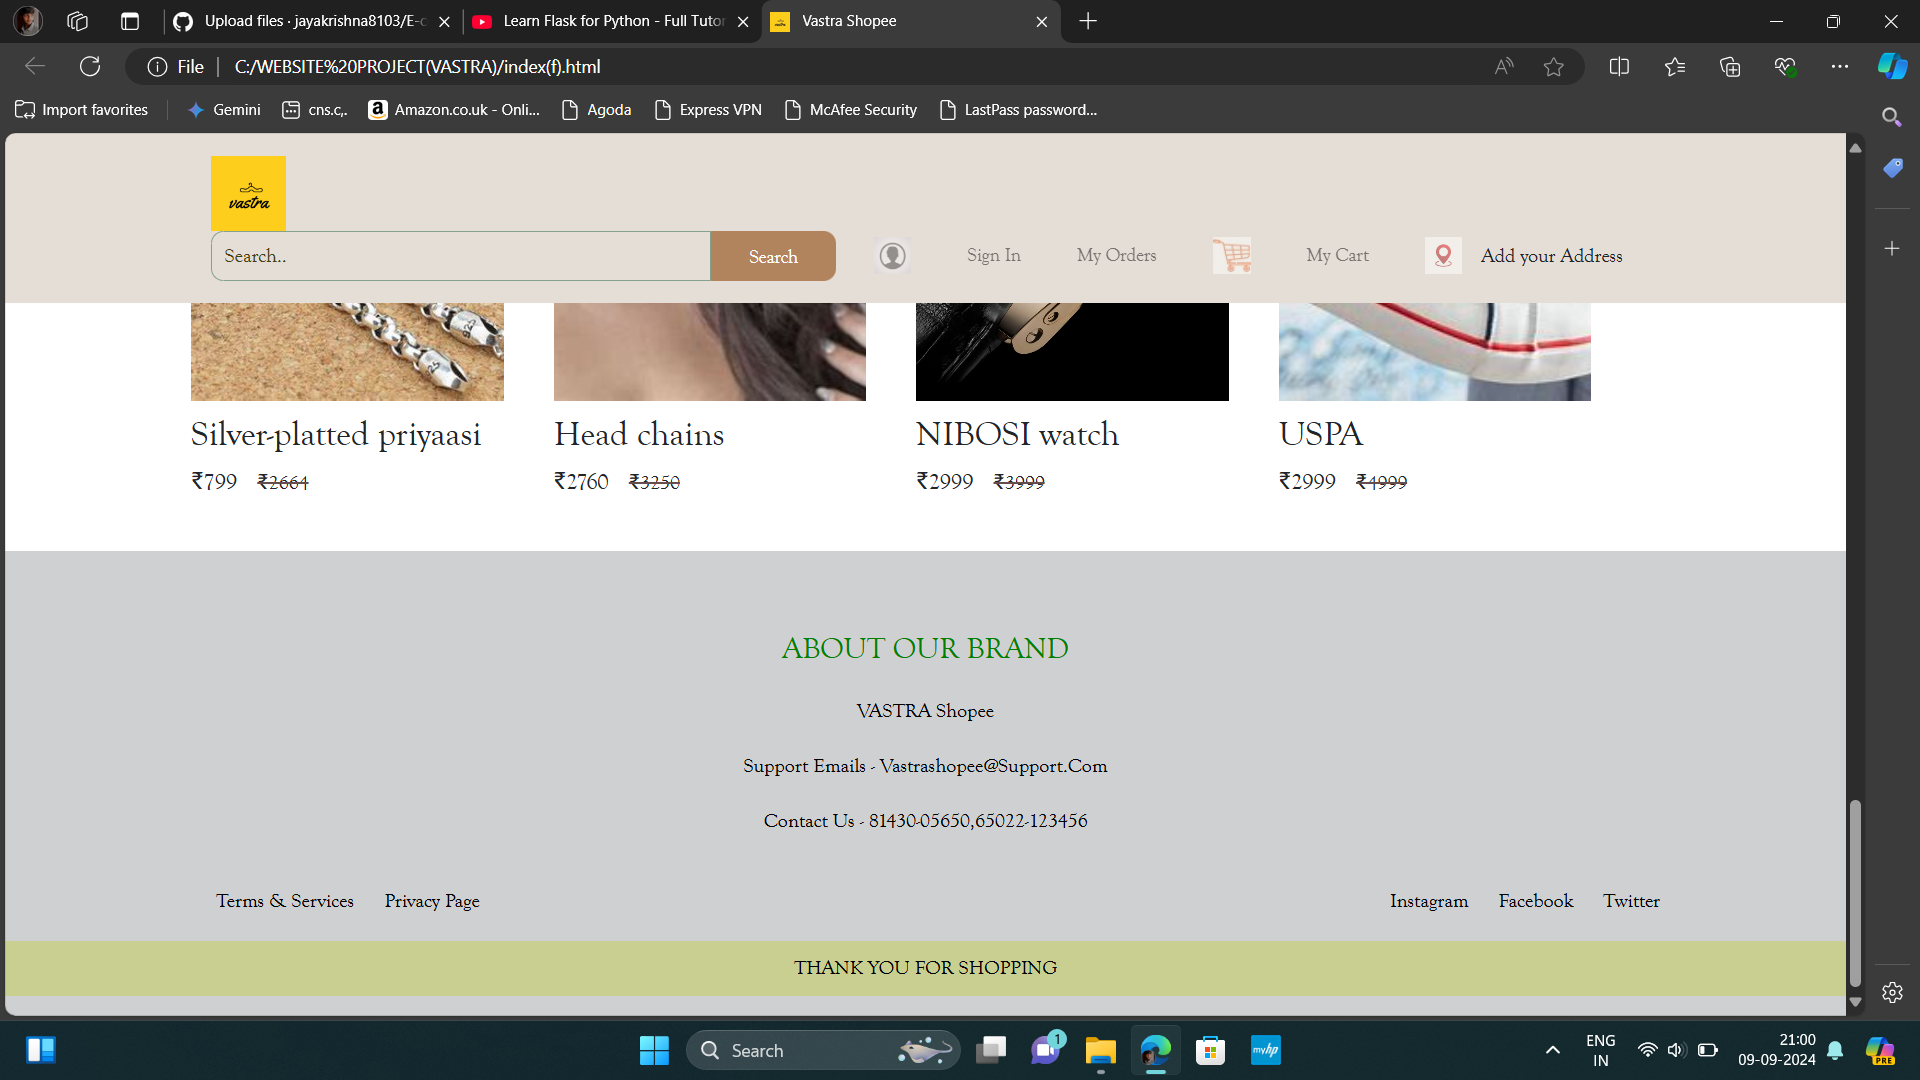 Upload files · jayakrishna8103/E-c
Learn Flask for Python - Full Tutor
Vastra Shopee
File
C:/WEBSITE%20PROJECT(VASTRA)/index(f).html
Import favorites
Gemini
cns.c,.
Amazon.co.uk - Onli...
Agoda
Express VPN
McAfee Security
LastPass password...
vastra
Search..
Search
Sign In
My Orders
My Cart
Add your Address
925
Silver-platted priyaasi
Head chains
NIBOSI watch
USPA
₹799 ₹2664
₹2760 ₹3250
₹2999 ₹3999
₹2999 ₹4999
ABOUT OUR BRAND
VASTRA Shopee
Support Emails - Vastrashopee@Support.Com
Contact Us - 81430-05650,65022-123456
Terms & Services
Privacy Page
Instagram
Facebook
Twitter
THANK YOU FOR SHOPPING
Search
1
myhp
ENG
IN
21:00
09-09-2024
PRE